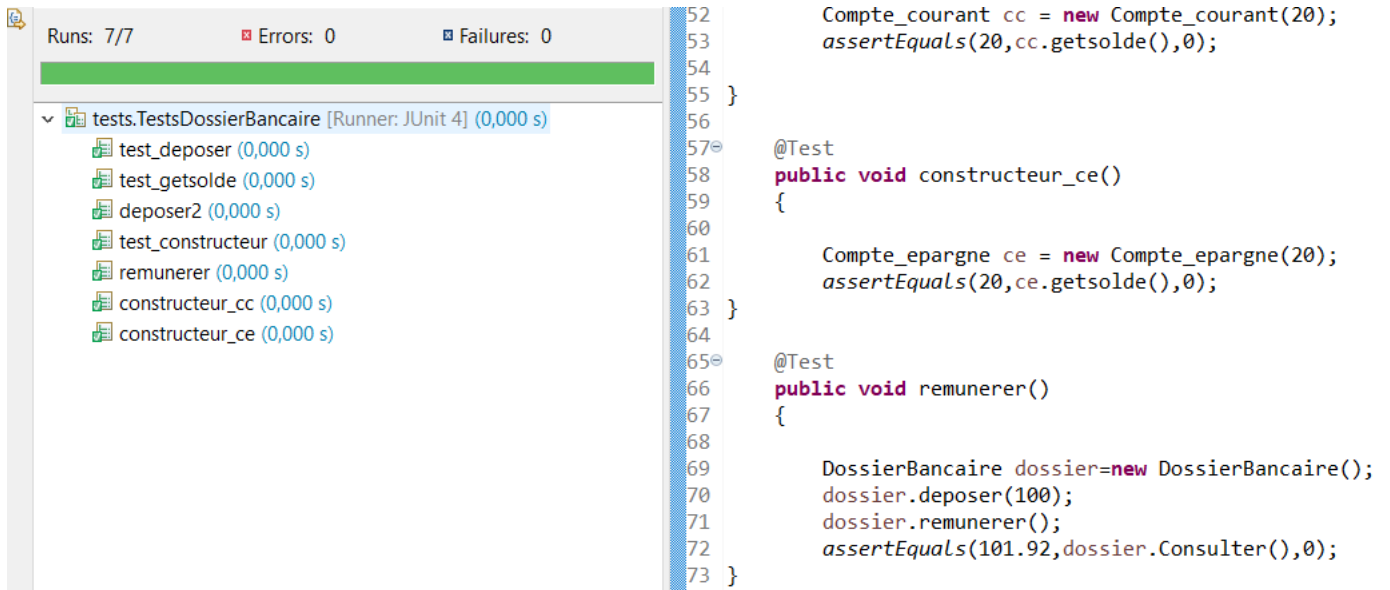 Runs: 7/7 Errors: 0 Failures: 0
tests.TestsDossierBancaire [Runner: JUnit 4] (0,000 s)
test_deposer (0,000 s)
test_getsolde (0,000 s)
deposer2 (0,000 s)
test_constructeur (0,000 s)
remunerer (0,000 s)
constructeur_cc (0,000 s)
constructeur_ce (0,000 s)
52 Compte_courant cc = new Compte_courant(20);
53 assertEquals(20,cc.getsolde(),0);
54
55 }
56
57 @Test
58 public void constructeur_ce()
59 {
60
61 Compte_epargne ce = new Compte_epargne(20);
62 assertEquals(20,ce.getsolde(),0);
63 }
64
65 @Test
66 public void remunerer()
67 {
68
69 DossierBancaire dossier=new DossierBancaire();
70 dossier.deposer(100);
71 dossier.remunerer();
72 assertEquals(101.92,dossier.Consulter(),0);
73 }